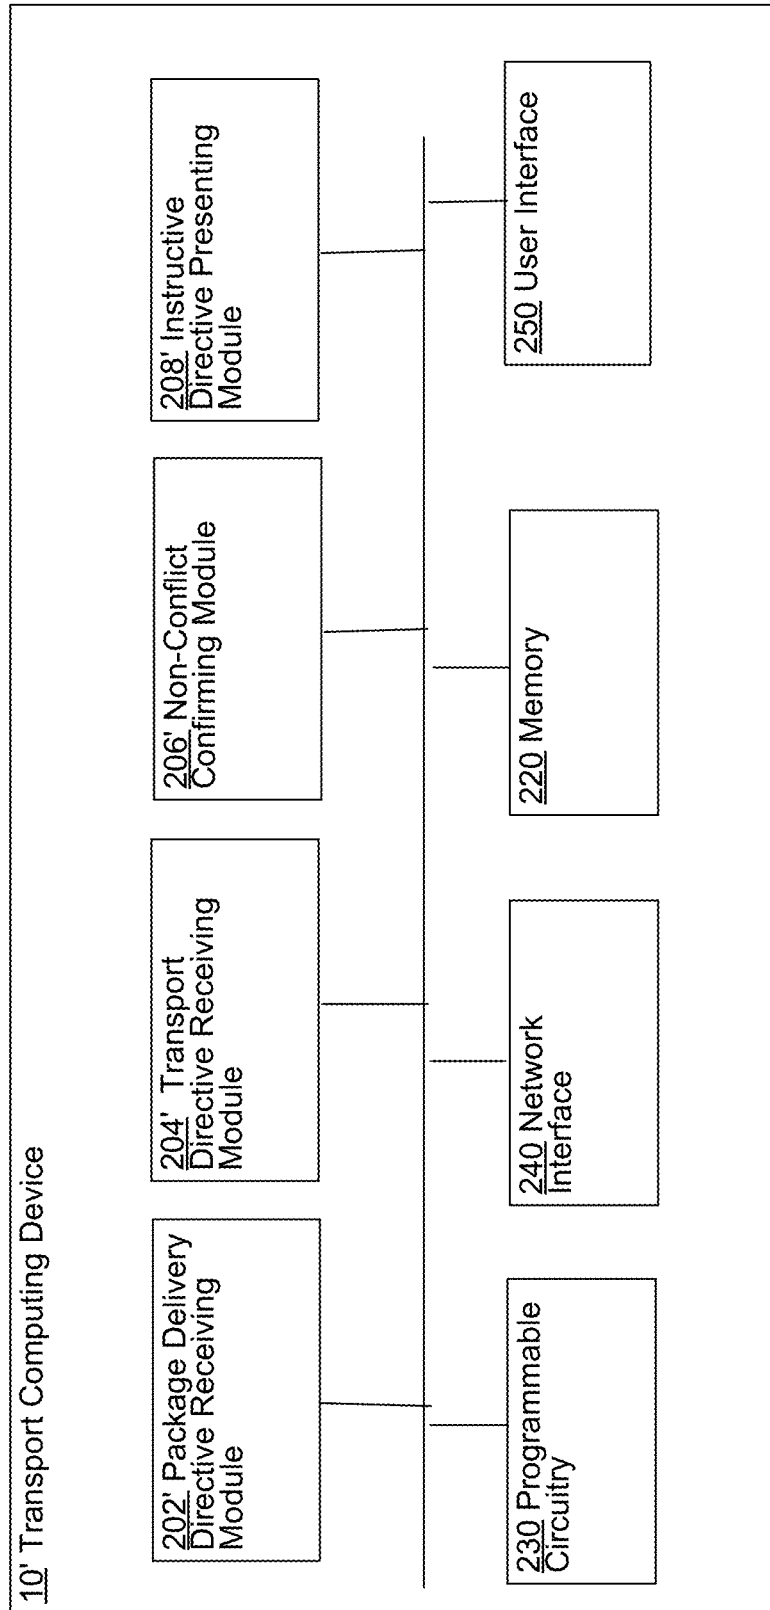 10' Transport Computing Device
202' Package Delivery
Directive Receiving
Module
204' Transport
Directive Receiving
Module
206' Non-Conflict
Confirming Module
208' Instructive
Directive Presenting
Module
230 Programmable
Circuitry
240 Network
Interface
220 Memory
250 User Interface